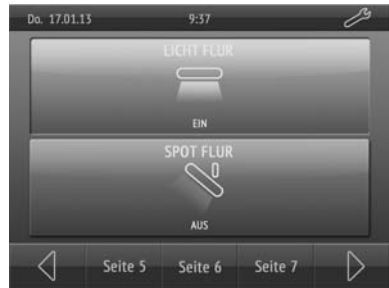 Do. 17.01.13 9:37
LICHT FLUR
EIN
SPOT FLUR
AUS
Seite 5 Seite 6 Seite 7